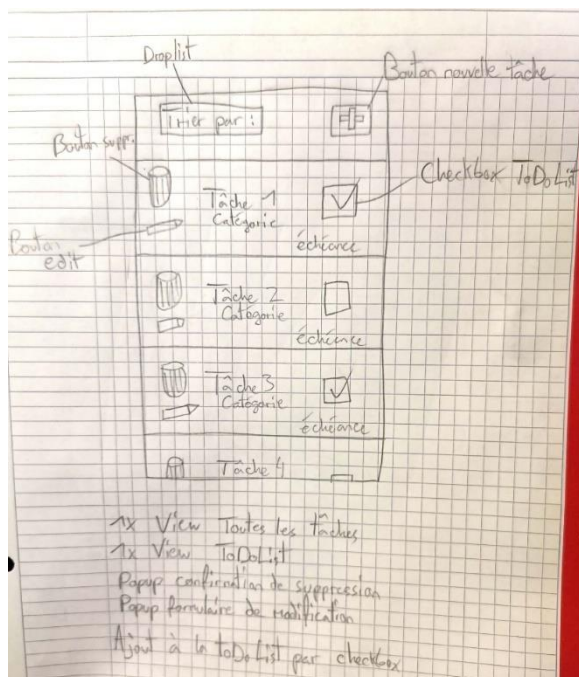 Droplist
Bouton nouvelle tâche
Trier par :
Bouton suppr.
Tâche 1
Catégorie
Checkbox ToDoList
échéance
Bouton
edit
Tâche 2
Catégorie
échéance
Tâche 3
Catégorie
échéance
Tâche 4
1x View Toutes les tâches
1x View ToDoList
Popup confirmation de suppression
Popup formulaire de modification
Ajout à la toDoList par checkbox